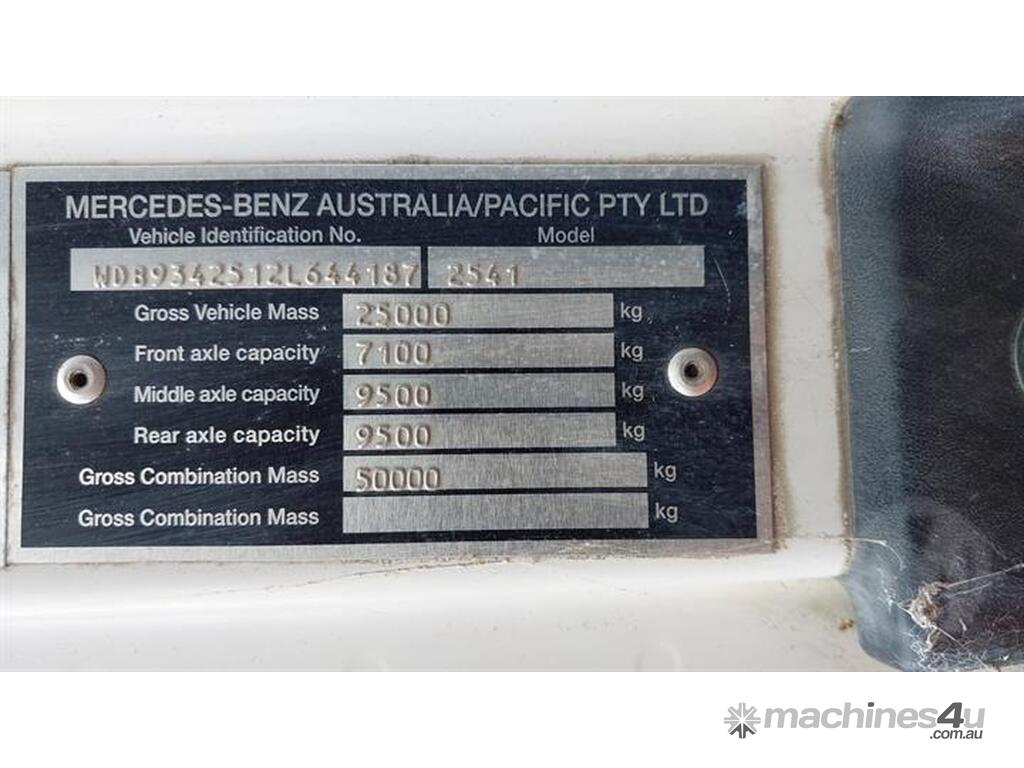 MERCEDES-BENZ AUSTRALIA/PACIFIC PTY LTD
Vehicle Identification No. Model
WDB9342512L644187 2541
Gross Vehicle Mass 25000 kg
Front axle capacity 7100 kg
Middle axle capacity 9500 kg
Rear axle capacity 9500 kg
Gross Combination Mass 50000 kg
Gross Combination Mass kg
machines4u
.com.au